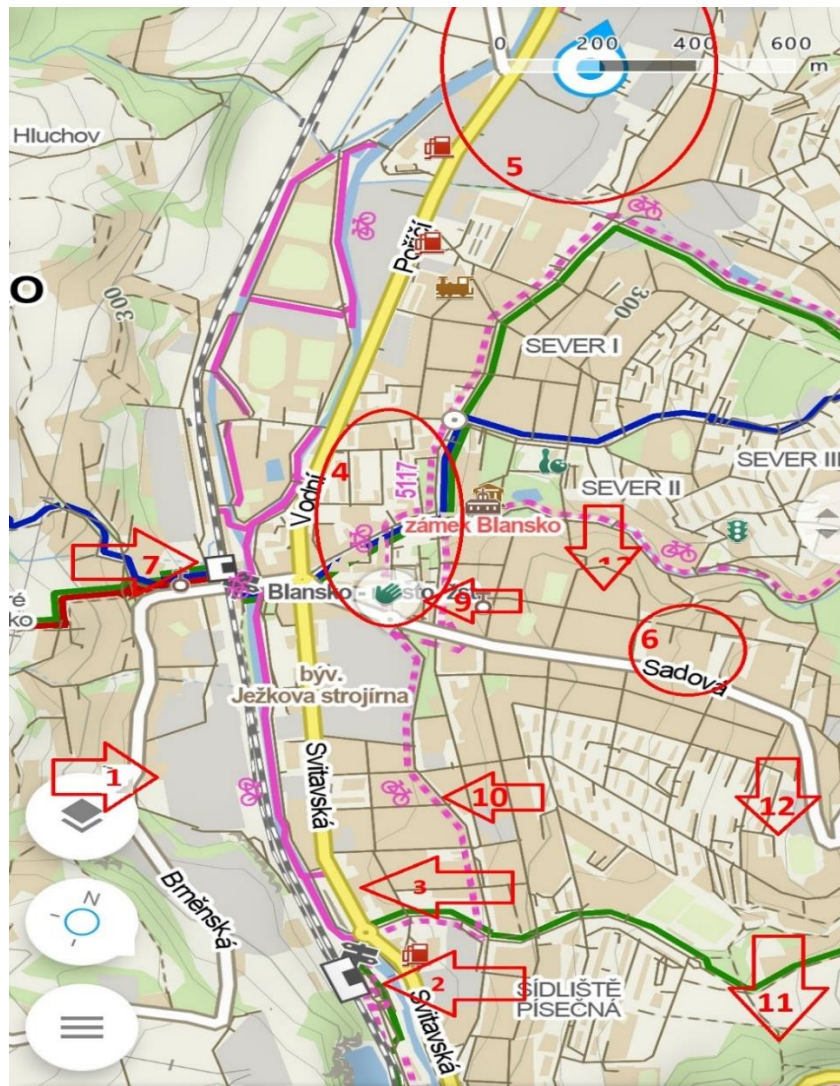 0 200 400 600
m
Hluchov
5
Poříčí
O
300
300
SEVER I
4
5117
Vodní
SEVER III
SEVER II
zámek Blansko
7
Blansko -
9
6
Sadová
býv.
Ježkova strojírna
1
Svitavská
10
12
3
Brněnská
N
2
Svitavská
SÍDLIŠTĚ
PÍSEČNÁ
11